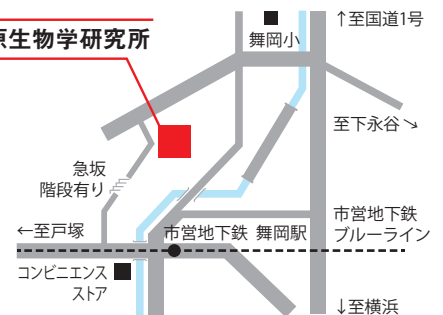 ↑至国道1号
舞岡小
原生物学研究所
至下永谷↘
急坂
階段有り
市営地下鉄
ブルーライン
←至戸塚
市営地下鉄 舞岡駅
コンビニエンス
ストア
↓至横浜